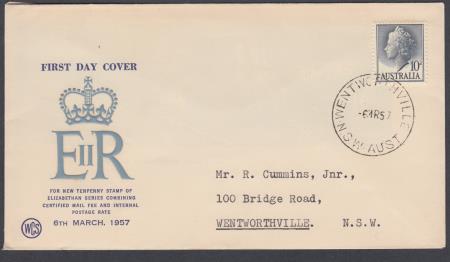 FIRST DAY COVER
EIIR
FOR NEW TENPENNY STAMP OF
ELIZABETHAN SERIES COMBINING
CERTIFIED MAIL FEE AND INTERNAL
POSTAGE RATE
6TH MARCH, 1957
WCS
10D
AUSTRALIA
WENTWORTHVILLE
-6MR57
N.S.W-AUST
Mr. R. Cummins, Jnr.,
100 Bridge Road,
WENTWORTHVILLE. N.S.W.